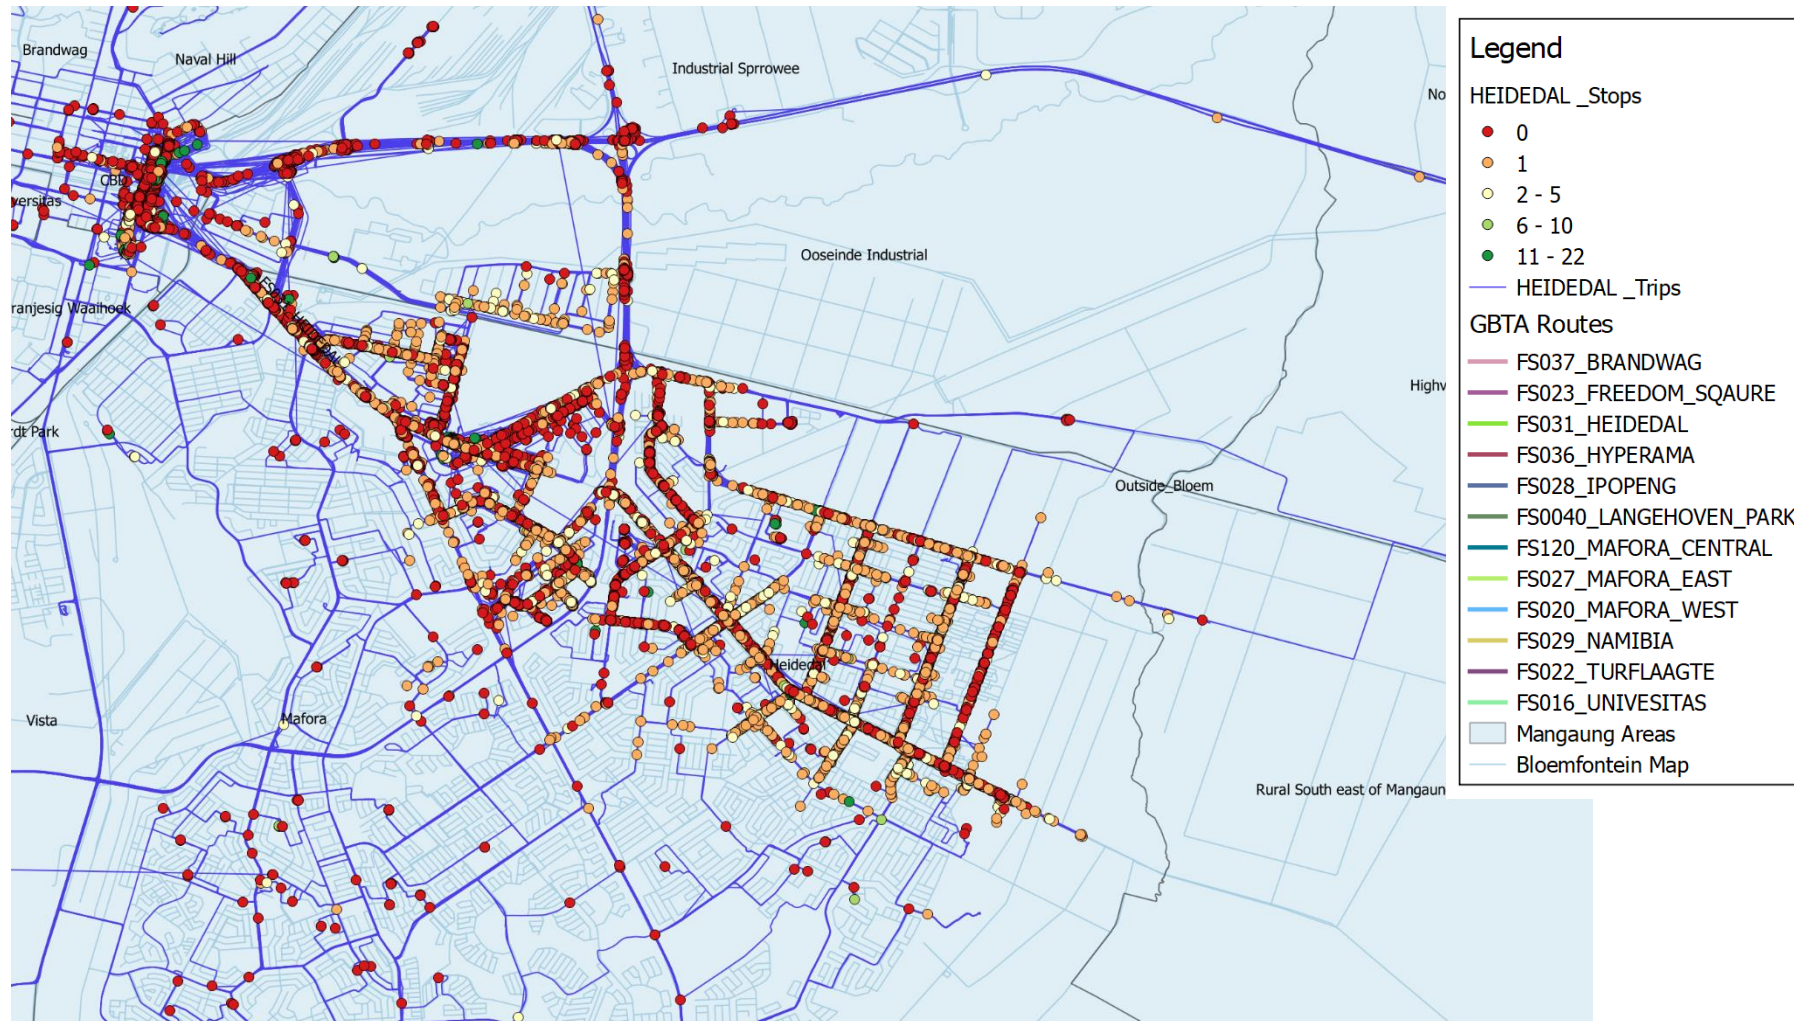 Brandwag
Naval Hill
Industrial Sprrowee
No
CBD
versitas
Ooseinde Industrial
ranjesig Waaihoek
HEIDEDAL
Highv
rdt Park
Outside_Bloem
Heidedal
Vista
Mafora
Rural South east of Mangaun
Legend
HEIDEDAL _Stops
0
1
2 - 5
6 - 10
11 - 22
HEIDEDAL _Trips
GBTA Routes
FS037_BRANDWAG
FS023_FREEDOM_SQAURE
FS031_HEIDEDAL
FS036_HYPERAMA
FS028_IPOPENG
FS0040_LANGEHOVEN_PARK
FS120_MAFORA_CENTRAL
FS027_MAFORA_EAST
FS020_MAFORA_WEST
FS029_NAMIBIA
FS022_TURFLAAGTE
FS016_UNIVESITAS
Mangaung Areas
Bloemfontein Map